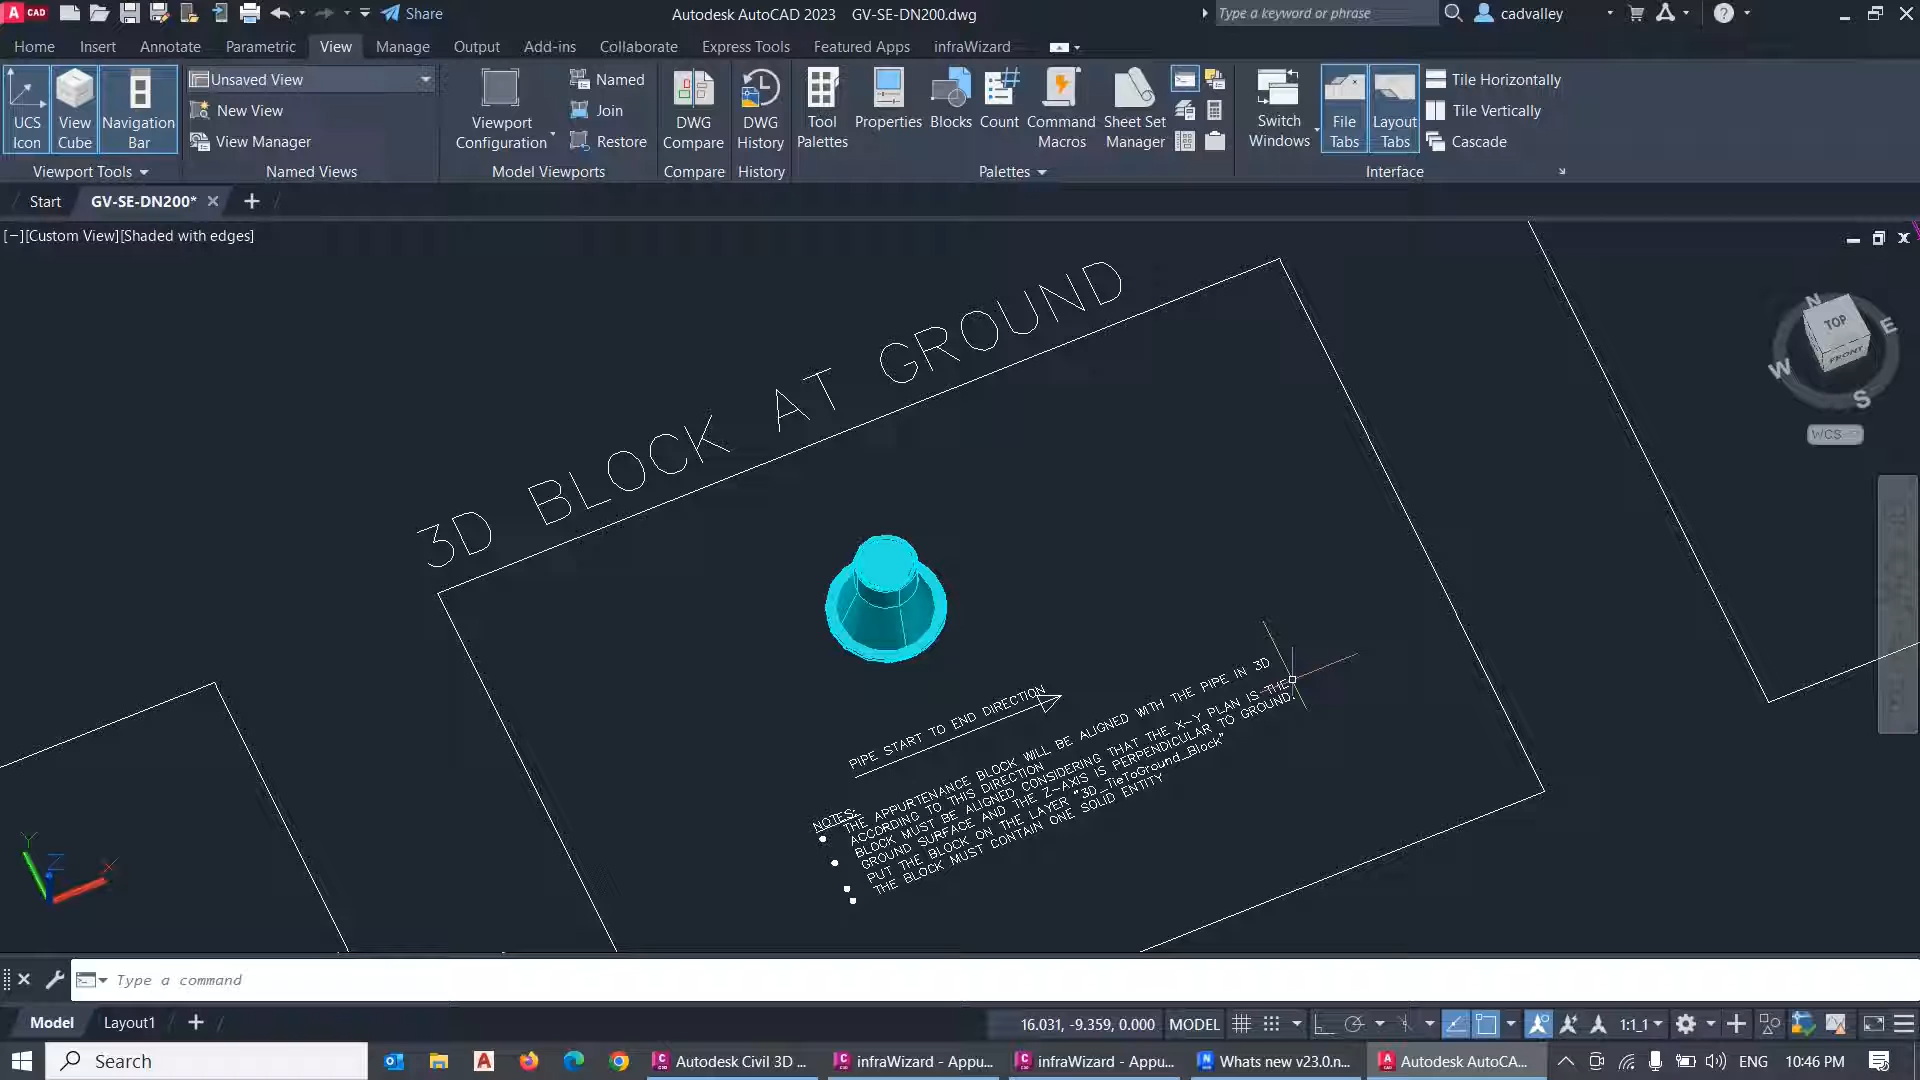 CAD
Share
Autodesk AutoCAD 2023 GV-SE-DN200.dwg
Type a keyword or phrase
cadvalley
Home Insert Annotate Parametric View Manage Output Add-ins Collaborate Express Tools Featured Apps infraWizard
UCS Icon
View Cube
Navigation Bar
Unsaved View
New View
View Manager
Viewport Configuration
Named
Join
Restore
DWG Compare
DWG History
Tool Palettes
Properties
Blocks
Count
Command Macros
Sheet Set Manager
Switch Windows
File Tabs
Layout Tabs
Tile Horizontally
Tile Vertically
Cascade
Viewport Tools
Named Views
Model Viewports
Compare
History
Palettes
Interface
Start
GV-SE-DN200*
[−][Custom View][Shaded with edges]
3D BLOCK AT GROUND
N
E
S
W
TOP
FRONT
WCS
PIPE START TO END DIRECTION
NOTES:
THE APPURTENANCE BLOCK WILL BE ALIGNED WITH THE PIPE IN 3D
ACCORDING TO THIS DIRECTION
BLOCK MUST BE ALIGNED CONSIDERING THAT THE X-Y PLAN IS THE
GROUND SURFACE AND THE Z-AXIS IS PERPENDICULAR TO GROUND.
PUT THE BLOCK ON THE LAYER "3D_TieToGround_Block"
THE BLOCK MUST CONTAIN ONE SOLID ENTITY
Y
Z
X
Type a command
Model
Layout1
16.031, -9.359, 0.000
MODEL
1:1_1
Search
Autodesk Civil 3D ...
infraWizard - Appu...
infraWizard - Appu...
Whats new v23.0.n...
Autodesk AutoCA...
ENG
10:46 PM